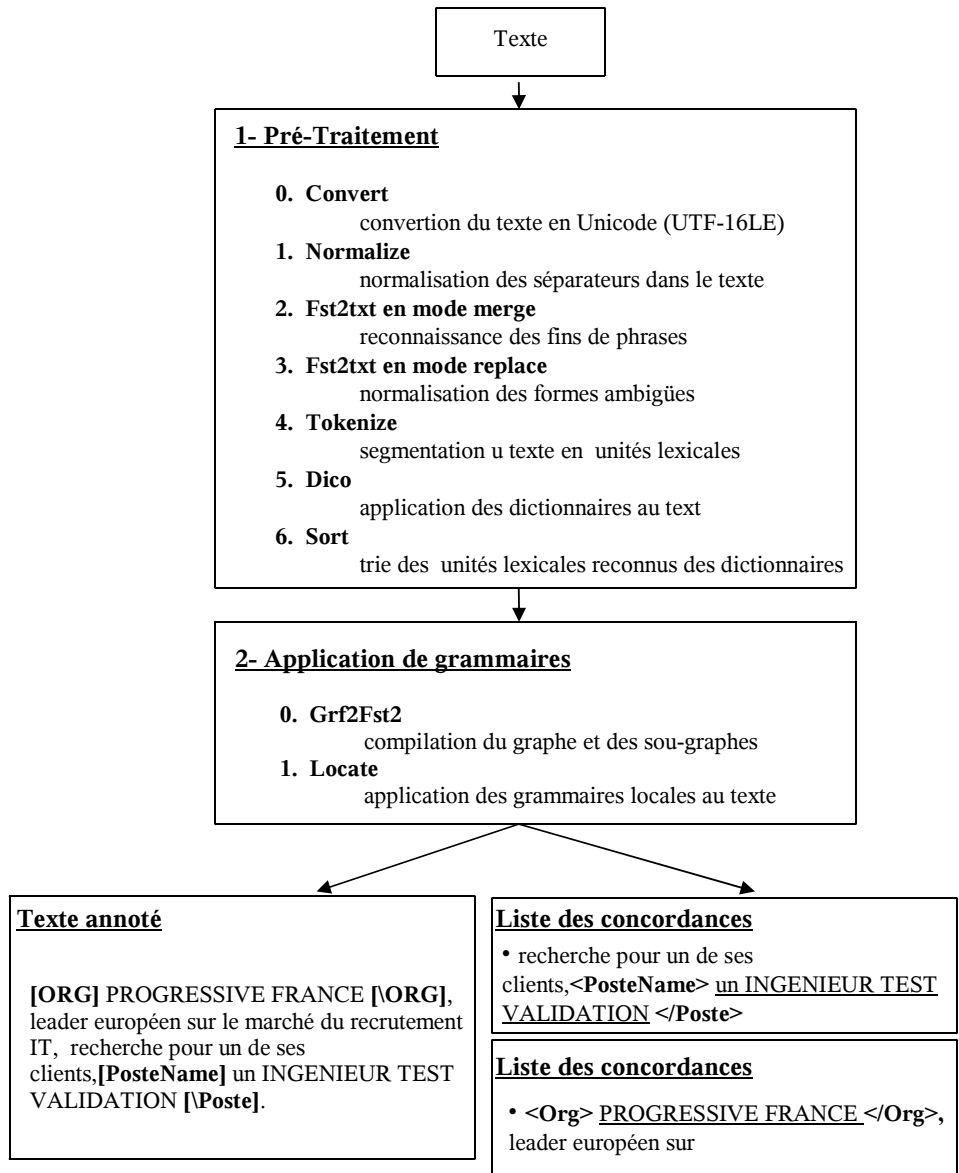 Texte
1- Pré-Traitement
0. Convert
convertion du texte en Unicode (UTF-16LE)
1. Normalize
normalisation des séparateurs dans le texte
2. Fst2txt en mode merge
reconnaissance des fins de phrases
3. Fst2txt en mode replace
normalisation des formes ambigües
4. Tokenize
segmentation u texte en unités lexicales
5. Dico
application des dictionnaires au text
6. Sort
trie des unités lexicales reconnus des dictionnaires
2- Application de grammaires
0. Grf2Fst2
compilation du graphe et des sou-graphes
1. Locate
application des grammaires locales au texte
Texte annoté
[ORG] PROGRESSIVE FRANCE [\ORG],
leader européen sur le marché du recrutement
IT, recherche pour un de ses
clients,[PosteName] un INGENIEUR TEST
VALIDATION [\Poste].
Liste des concordances
• recherche pour un de ses
clients,<PosteName> un INGENIEUR TEST
VALIDATION </Poste>
Liste des concordances
• <Org> PROGRESSIVE FRANCE </Org>,
leader européen sur